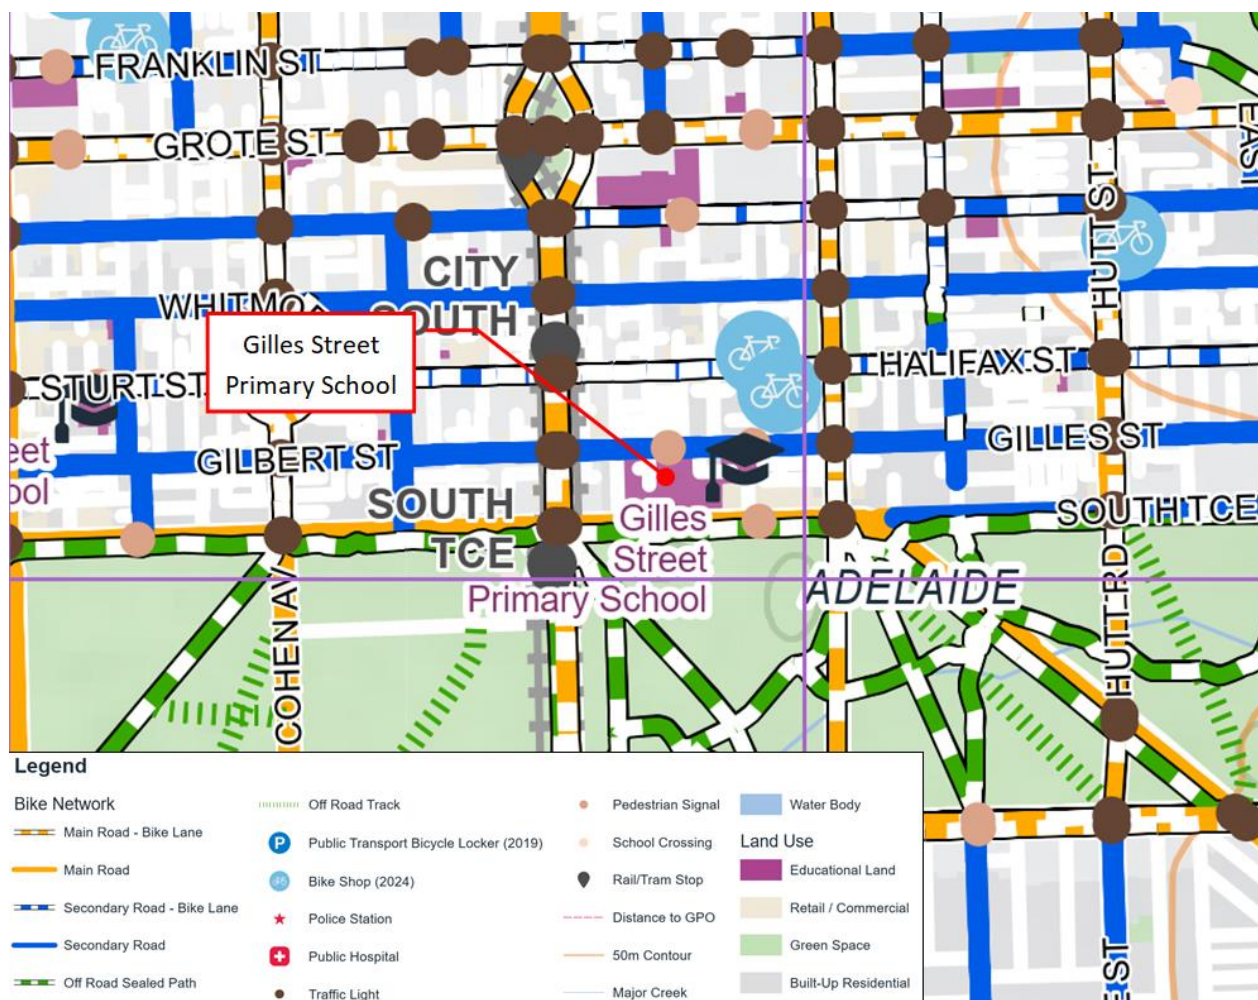 FRANKLIN ST
GROTE ST
EAST
HUTT ST
CITY
SOUTH
WHITMO
Gilles Street
Primary School
STURT ST
HALIFAX ST
GILLES ST
GILBERT ST
eet
ool
SOUTH
TCE
SOUTH TCE
Gilles
Street
Primary School
ADELAIDE
COHEN AV
HUTT RD
EST
Legend
Bike Network
Main Road - Bike Lane
Main Road
Secondary Road - Bike Lane
Secondary Road
Off Road Sealed Path
Off Road Track
P Public Transport Bicycle Locker (2019)
Bike Shop (2024)
Police Station
Public Hospital
Traffic Light
Pedestrian Signal
School Crossing
Rail/Tram Stop
Distance to GPO
50m Contour
Major Creek
Water Body
Land Use
Educational Land
Retail / Commercial
Green Space
Built-Up Residential